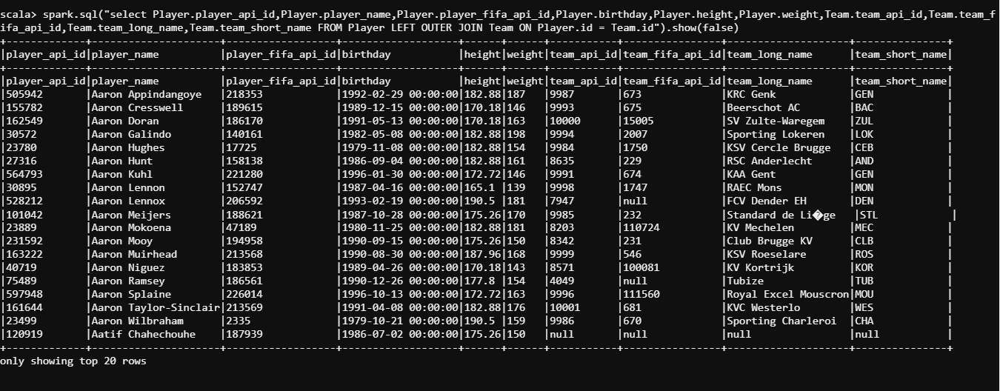 scala> spark.sql("select Player.player_api_id,Player.player_name,Player.player_fifa_api_id,Player.birthday,Player.height,Player.weight,Team.team_api_id,Team.team_f
ifa_api_id,Team.team_long_name,Team.team_short_name FROM Player LEFT OUTER JOIN Team ON Player.id = Team.id").show(false)
+-------------+---------------------+------------------+-------------------+------+------+-----------+----------------+--------------------+---------------+
|player_api_id|player_name          |player_fifa_api_id|birthday           |height|weight|team_api_id|team_fifa_api_id|team_long_name      |team_short_name|
+-------------+---------------------+------------------+-------------------+------+------+-----------+----------------+--------------------+---------------+
|player_api_id|player_name          |player_fifa_api_id|birthday           |height|weight|team_api_id|team_fifa_api_id|team_long_name      |team_short_name|
|505942       |Aaron Appindangoye   |218353            |1992-02-29 00:00:00|182.88|187   |9987       |673             |KRC Genk            |GEN            |
|155782       |Aaron Cresswell      |189615            |1989-12-15 00:00:00|170.18|146   |9993       |675             |Beerschot AC        |BAC            |
|162549       |Aaron Doran          |186170            |1991-05-13 00:00:00|170.18|163   |10000      |15005           |SV Zulte-Waregem    |ZUL            |
|30572        |Aaron Galindo        |140161            |1982-05-08 00:00:00|182.88|198   |9994       |2007            |Sporting Lokeren    |LOK            |
|23780        |Aaron Hughes         |17725             |1979-11-08 00:00:00|182.88|154   |9984       |1750            |KSV Cercle Brugge   |CEB            |
|27316        |Aaron Hunt           |158138            |1986-09-04 00:00:00|182.88|161   |8635       |229             |RSC Anderlecht      |AND            |
|564793       |Aaron Kuhl           |221280            |1996-01-30 00:00:00|172.72|146   |9991       |674             |KAA Gent            |GEN            |
|30895        |Aaron Lennon         |152747            |1987-04-16 00:00:00|165.1 |139   |9998       |1747            |RAEC Mons           |MON            |
|528212       |Aaron Lennox         |206592            |1993-02-19 00:00:00|190.5 |181   |7947       |null            |FCV Dender EH       |DEN            |
|101042       |Aaron Meijers        |188621            |1987-10-28 00:00:00|175.26|170   |9985       |232             |Standard de Li�ge   |STL            |
|23889        |Aaron Mokoena        |47189             |1980-11-25 00:00:00|182.88|181   |8203       |110724          |KV Mechelen         |MEC            |
|231592       |Aaron Mooy           |194958            |1990-09-15 00:00:00|175.26|150   |8342       |231             |Club Brugge KV      |CLB            |
|163222       |Aaron Muirhead       |213568            |1990-08-30 00:00:00|187.96|168   |9999       |546             |KSV Roeselare       |ROS            |
|40719        |Aaron Niguez         |183853            |1989-04-26 00:00:00|170.18|143   |8571       |100081          |KV Kortrijk         |KOR            |
|75489        |Aaron Ramsey         |186561            |1990-12-26 00:00:00|177.8 |154   |4049       |null            |Tubize              |TUB            |
|597948       |Aaron Splaine        |226014            |1996-10-13 00:00:00|172.72|163   |9996       |111560          |Royal Excel Mouscron|MOU            |
|161644       |Aaron Taylor-Sinclair|213569            |1991-04-08 00:00:00|182.88|176   |10001      |681             |KVC Westerlo        |WES            |
|23499        |Aaron Wilbraham      |2335              |1979-10-21 00:00:00|190.5 |159   |9986       |670             |Sporting Charleroi  |CHA            |
|120919       |Aatif Chahechouhe    |187939            |1986-07-02 00:00:00|175.26|150   |null       |null            |null                |null           |
+-------------+---------------------+------------------+-------------------+------+------+-----------+----------------+--------------------+---------------+
only showing top 20 rows